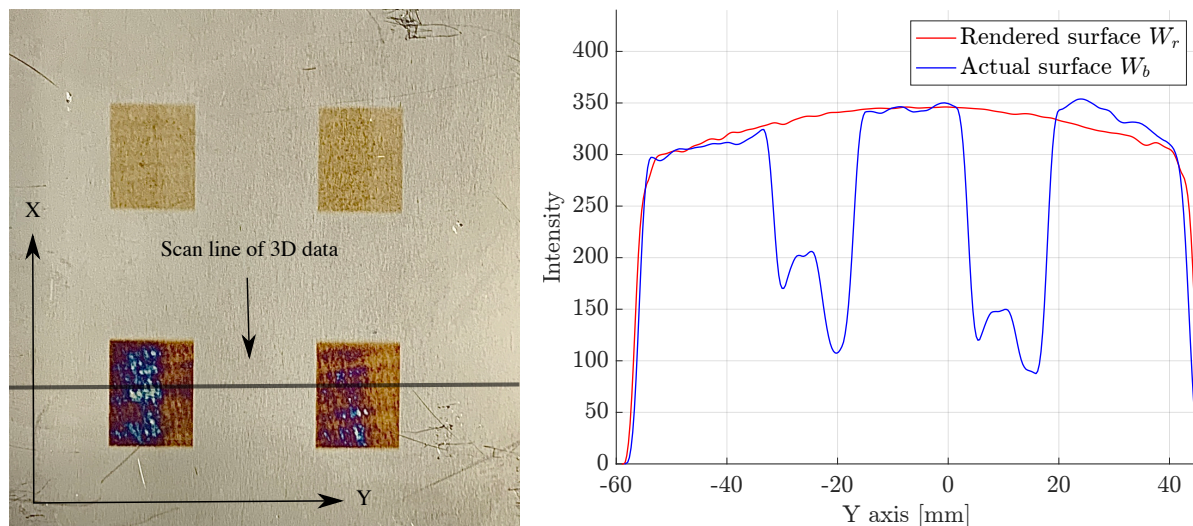 X
Scan line of 3D data
Y
Rendered surface W_r
Actual surface W_b
Intensity
400
350
300
250
200
150
100
50
0
-60
-40
-20
0
20
40
Y axis [mm]